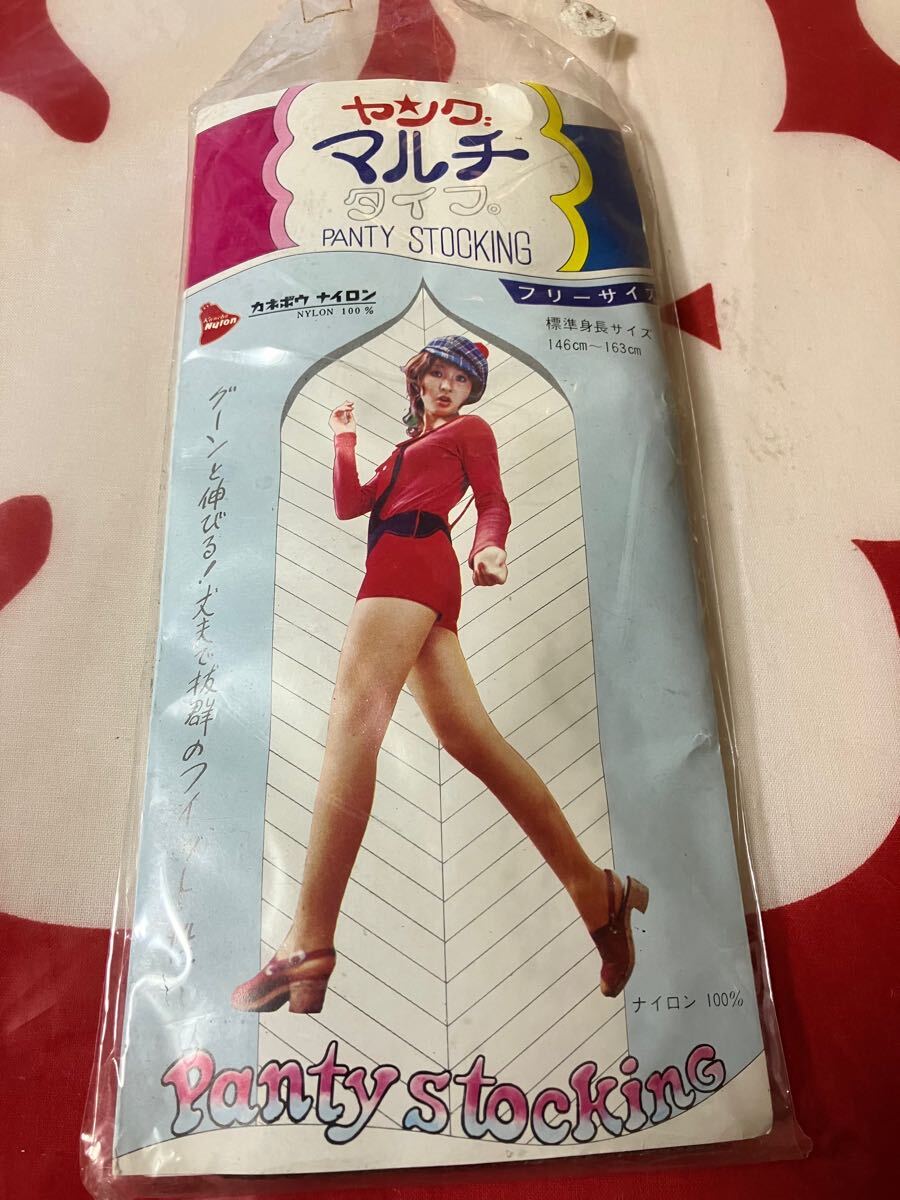 ヤング
マルチ
タイプ。
PANTY STOCKING
Kanebo
Nylon
カネボウ ナイロン
NYLON 100%
フリーサイズ
標準身長サイズ
146cm~163cm
グーンと伸びる!丈夫で抜群のフィ
ナイロン 100%
Panty stocking